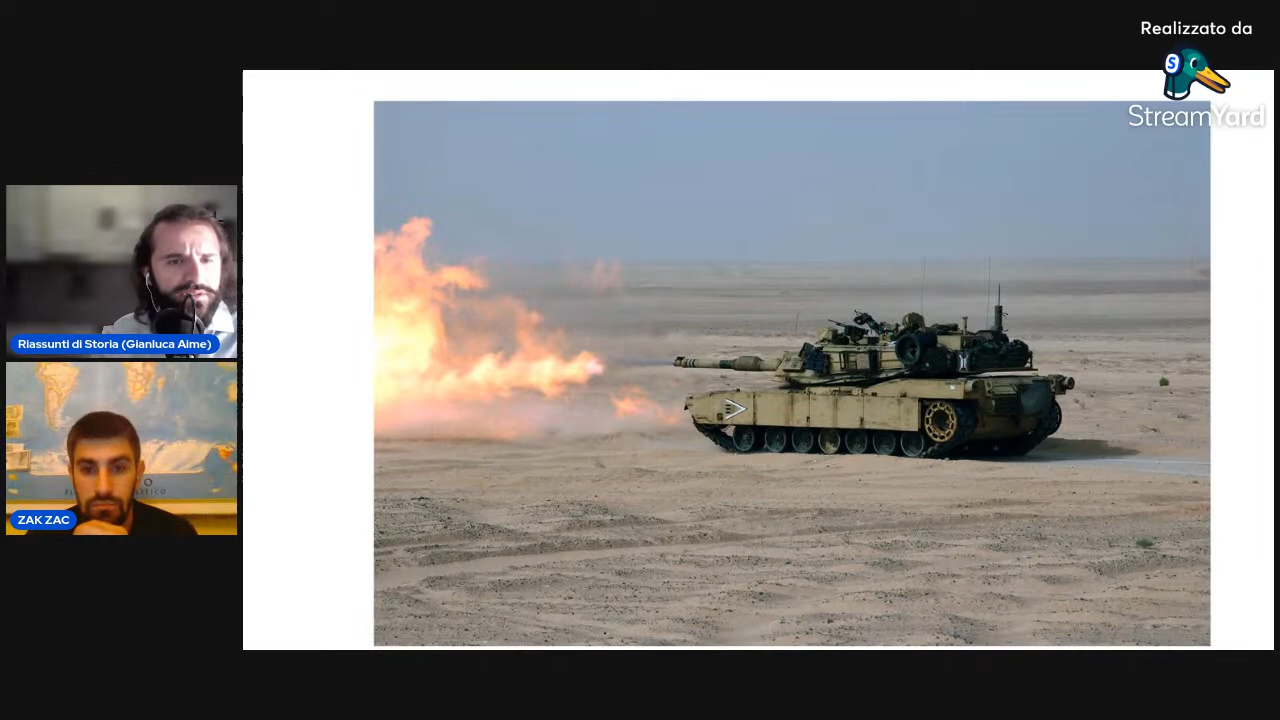 Realizzato da
StreamYard
Riassunti di Storia (Gianluca Aime)
ZAK ZAC